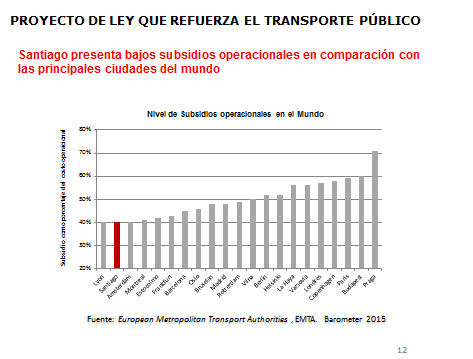 PROYECTO DE LEY QUE REFUERZA EL TRANSPORTE PÚBLICO
Santiago presenta bajos subsidios operacionales en comparación con
las principales ciudades del mundo
Nivel de Subsidios operacionales en el Mundo
Subsidio como porcentaje del costo operacional
80%
70%
60%
50%
40%
30%
20%
Lyon
Santiago
Amsterdam
Montreal
Estocolmo
Frankfurt
Barcelona
Oslo
Bruselas
Madrid
Rotterdam
Vilna
Berlin
Helsinki
La Haya
Varsovia
Londres
Copenhagen
Paris
Budapest
Praga
Fuente: European Metropolitan Transport Authorities , EMTA. Barometer 2015
12